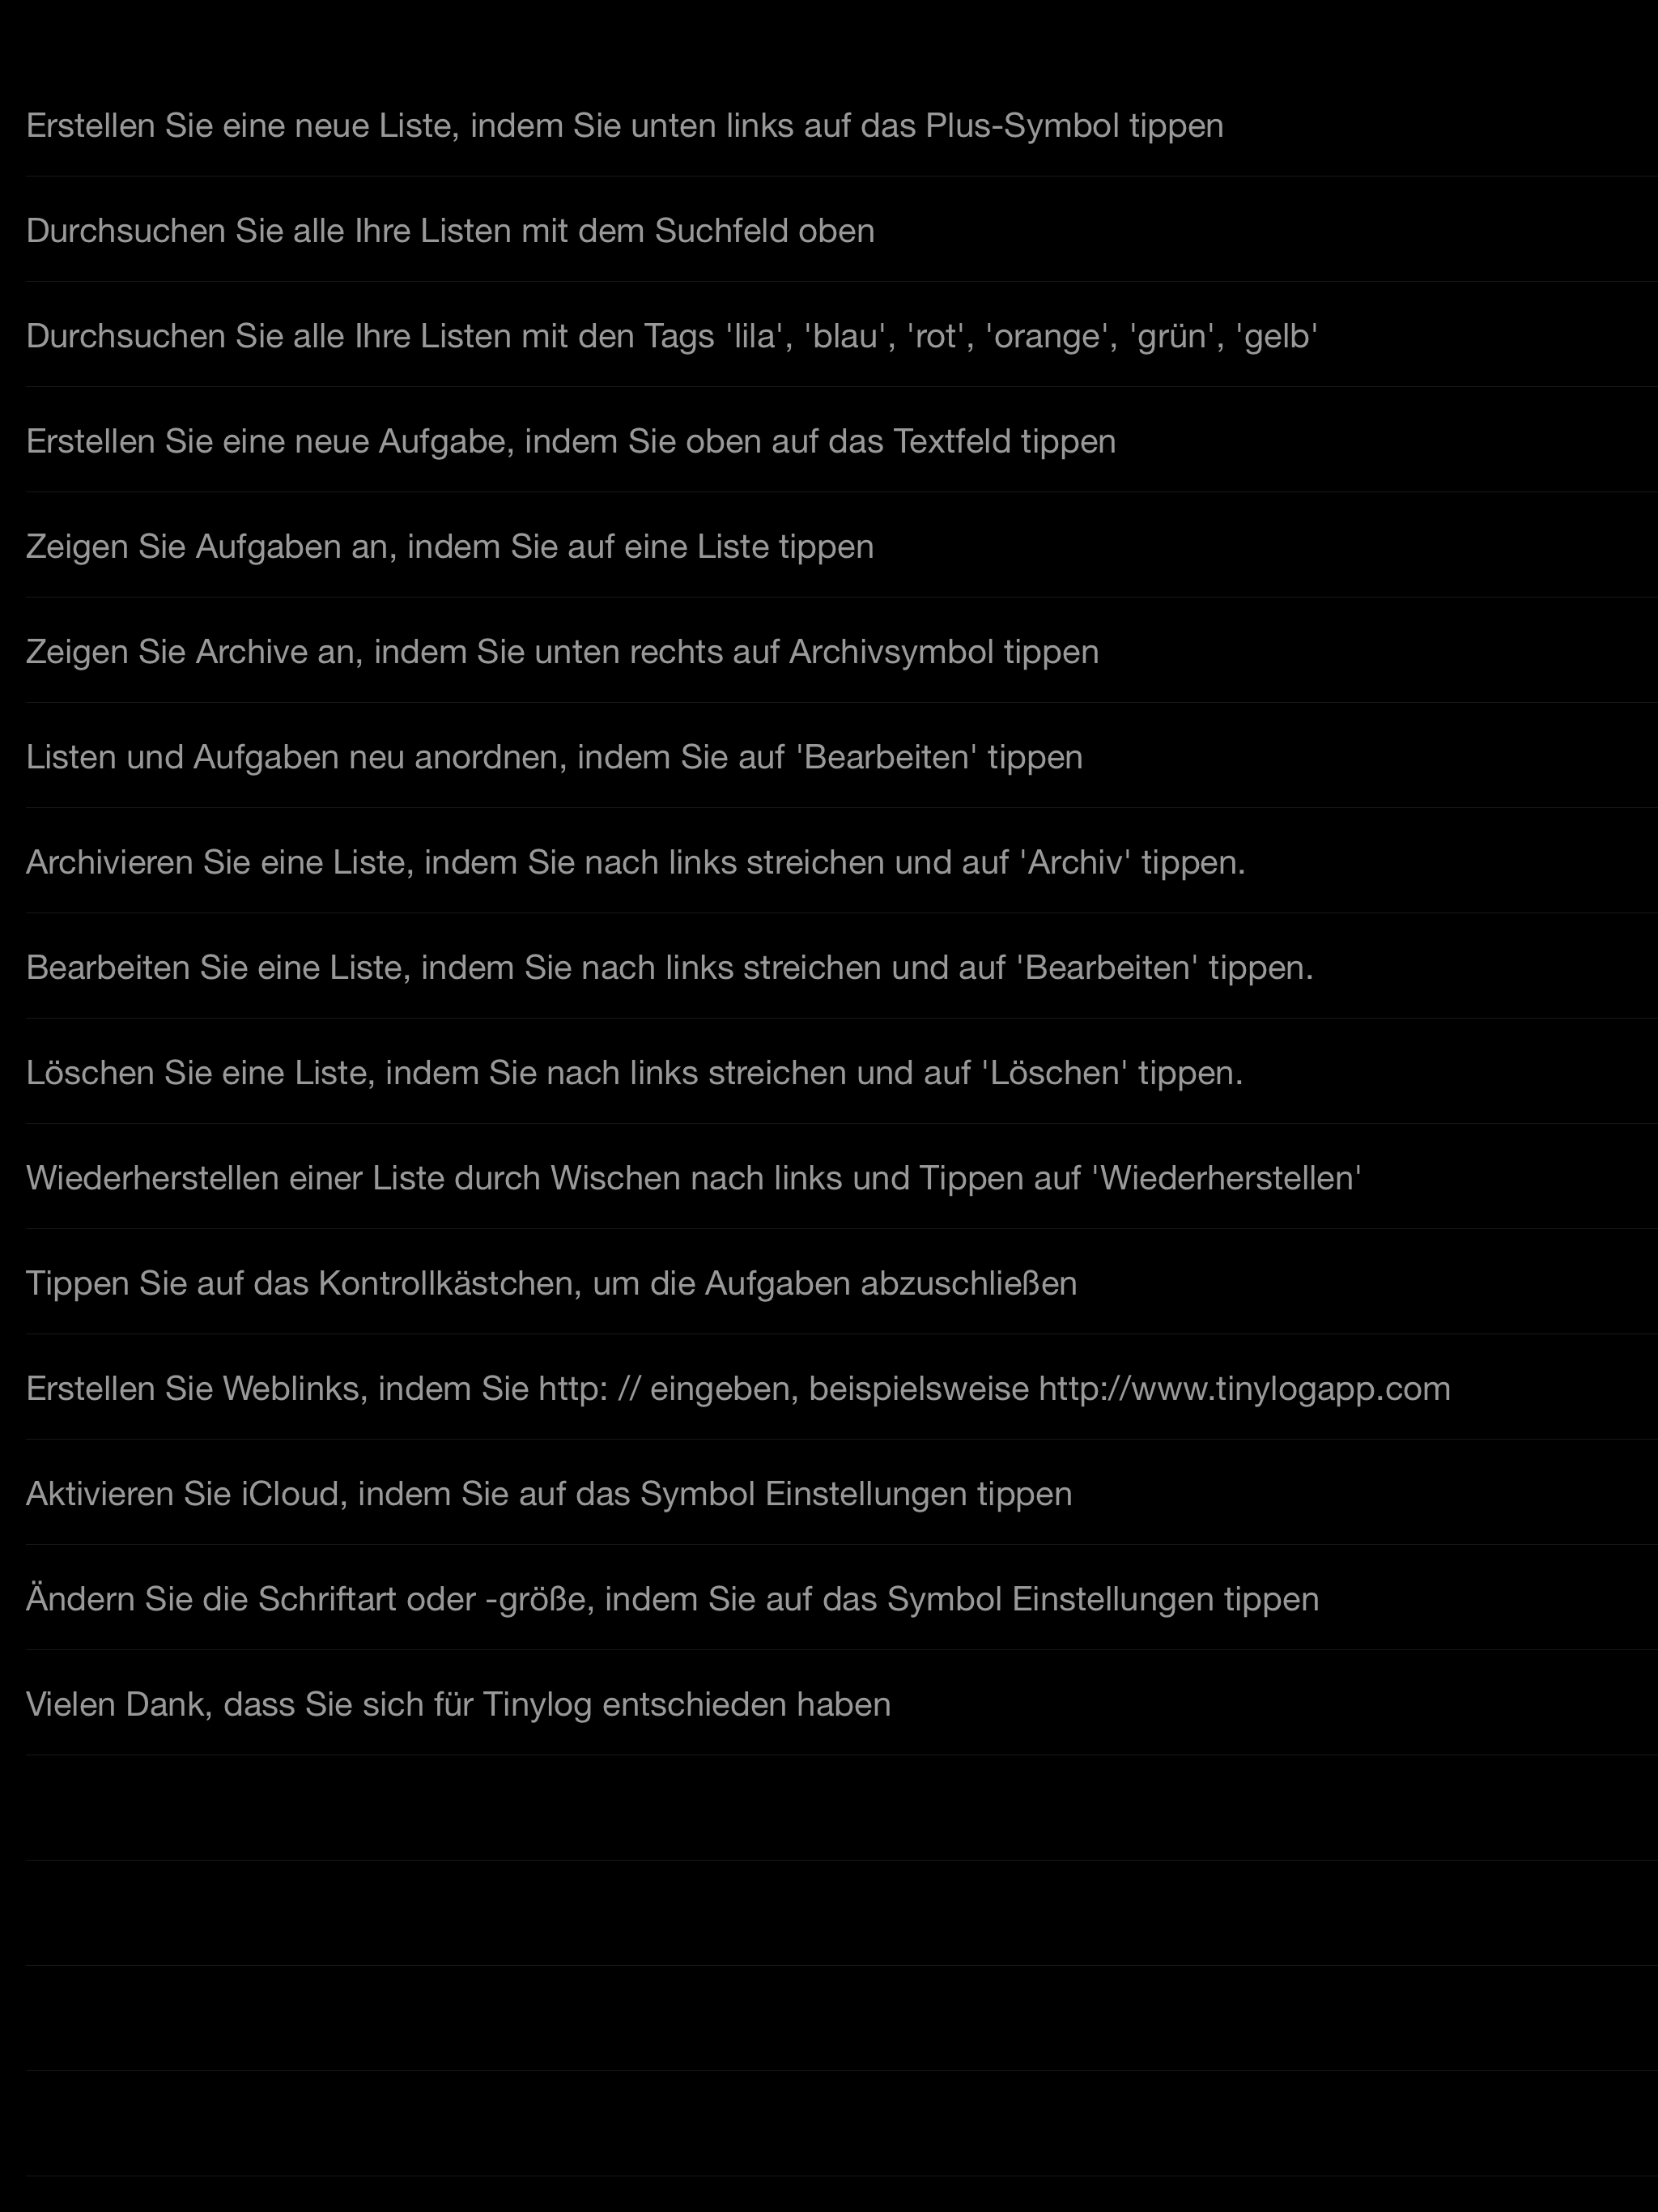 Erstellen Sie eine neue Liste, indem Sie unten links auf das Plus-Symbol tippen
Durchsuchen Sie alle Ihre Listen mit dem Suchfeld oben
Durchsuchen Sie alle Ihre Listen mit den Tags 'lila', 'blau', 'rot', 'orange', 'grün', 'gelb'
Erstellen Sie eine neue Aufgabe, indem Sie oben auf das Textfeld tippen
Zeigen Sie Aufgaben an, indem Sie auf eine Liste tippen
Zeigen Sie Archive an, indem Sie unten rechts auf Archivsymbol tippen
Listen und Aufgaben neu anordnen, indem Sie auf 'Bearbeiten' tippen
Archivieren Sie eine Liste, indem Sie nach links streichen und auf 'Archiv' tippen.
Bearbeiten Sie eine Liste, indem Sie nach links streichen und auf 'Bearbeiten' tippen.
Löschen Sie eine Liste, indem Sie nach links streichen und auf 'Löschen' tippen.
Wiederherstellen einer Liste durch Wischen nach links und Tippen auf 'Wiederherstellen'
Tippen Sie auf das Kontrollkästchen, um die Aufgaben abzuschließen
Erstellen Sie Weblinks, indem Sie http: // eingeben, beispielsweise http://www.tinylogapp.com
Aktivieren Sie iCloud, indem Sie auf das Symbol Einstellungen tippen
Ändern Sie die Schriftart oder -größe, indem Sie auf das Symbol Einstellungen tippen
Vielen Dank, dass Sie sich für Tinylog entschieden haben